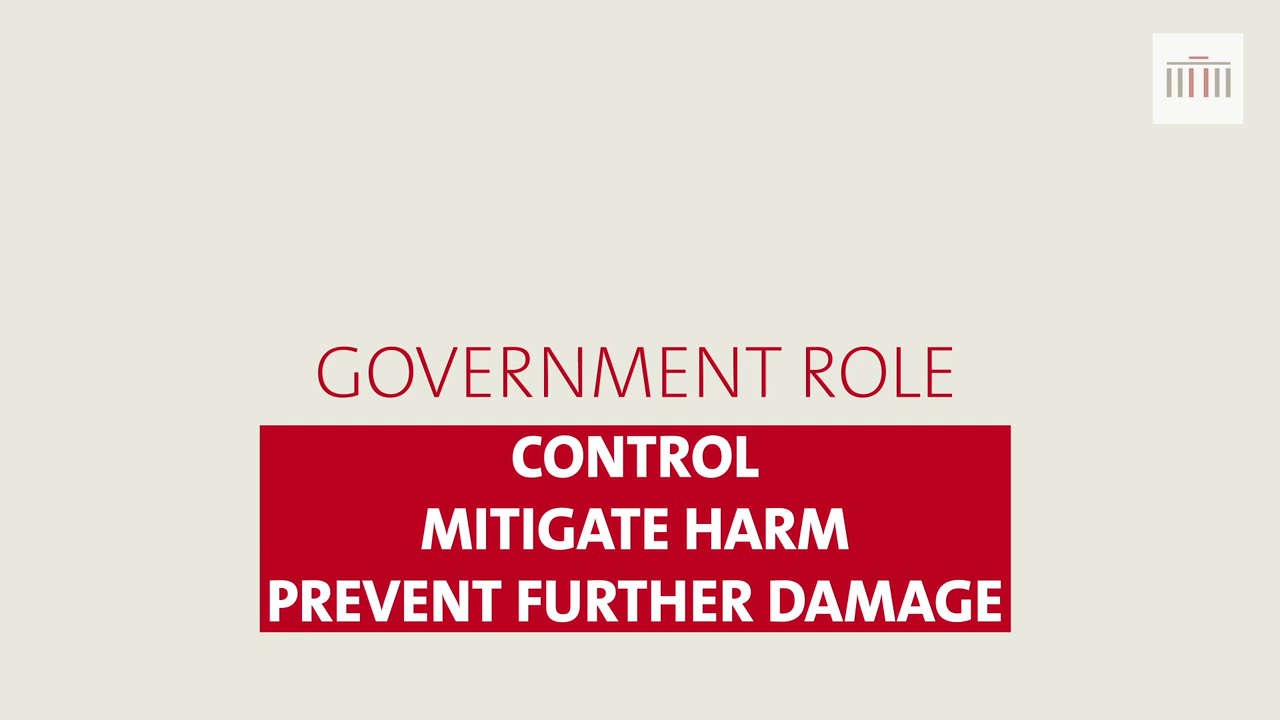 GOVERNMENT ROLE
CONTROL
MITIGATE HARM
PREVENT FURTHER DAMAGE